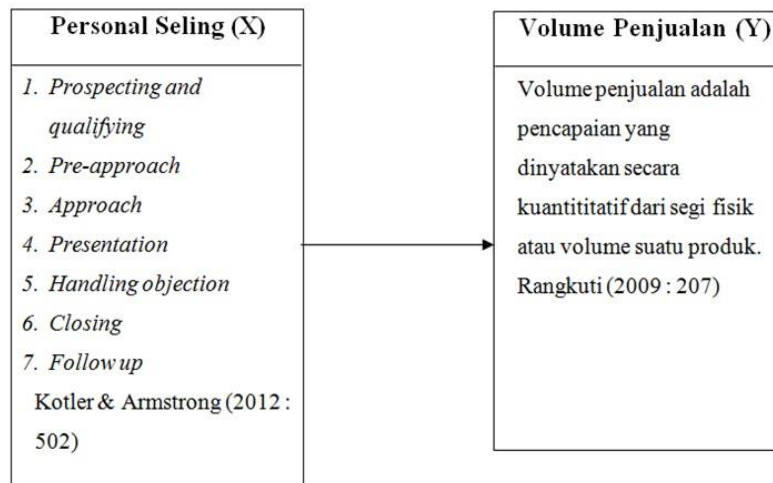 Personal Seling (X)
1. Prospecting and
qualifying
2. Pre-approach
3. Approach
4. Presentation
5. Handling objection
6. Closing
7. Follow up
Kotler & Armstrong (2012 :
502)
Volume Penjualan (Y)
Volume penjualan adalah
pencapaian yang
dinyatakan secara
kuantititatif dari segi fisik
atau volume suatu produk.
Rangkuti (2009 : 207)